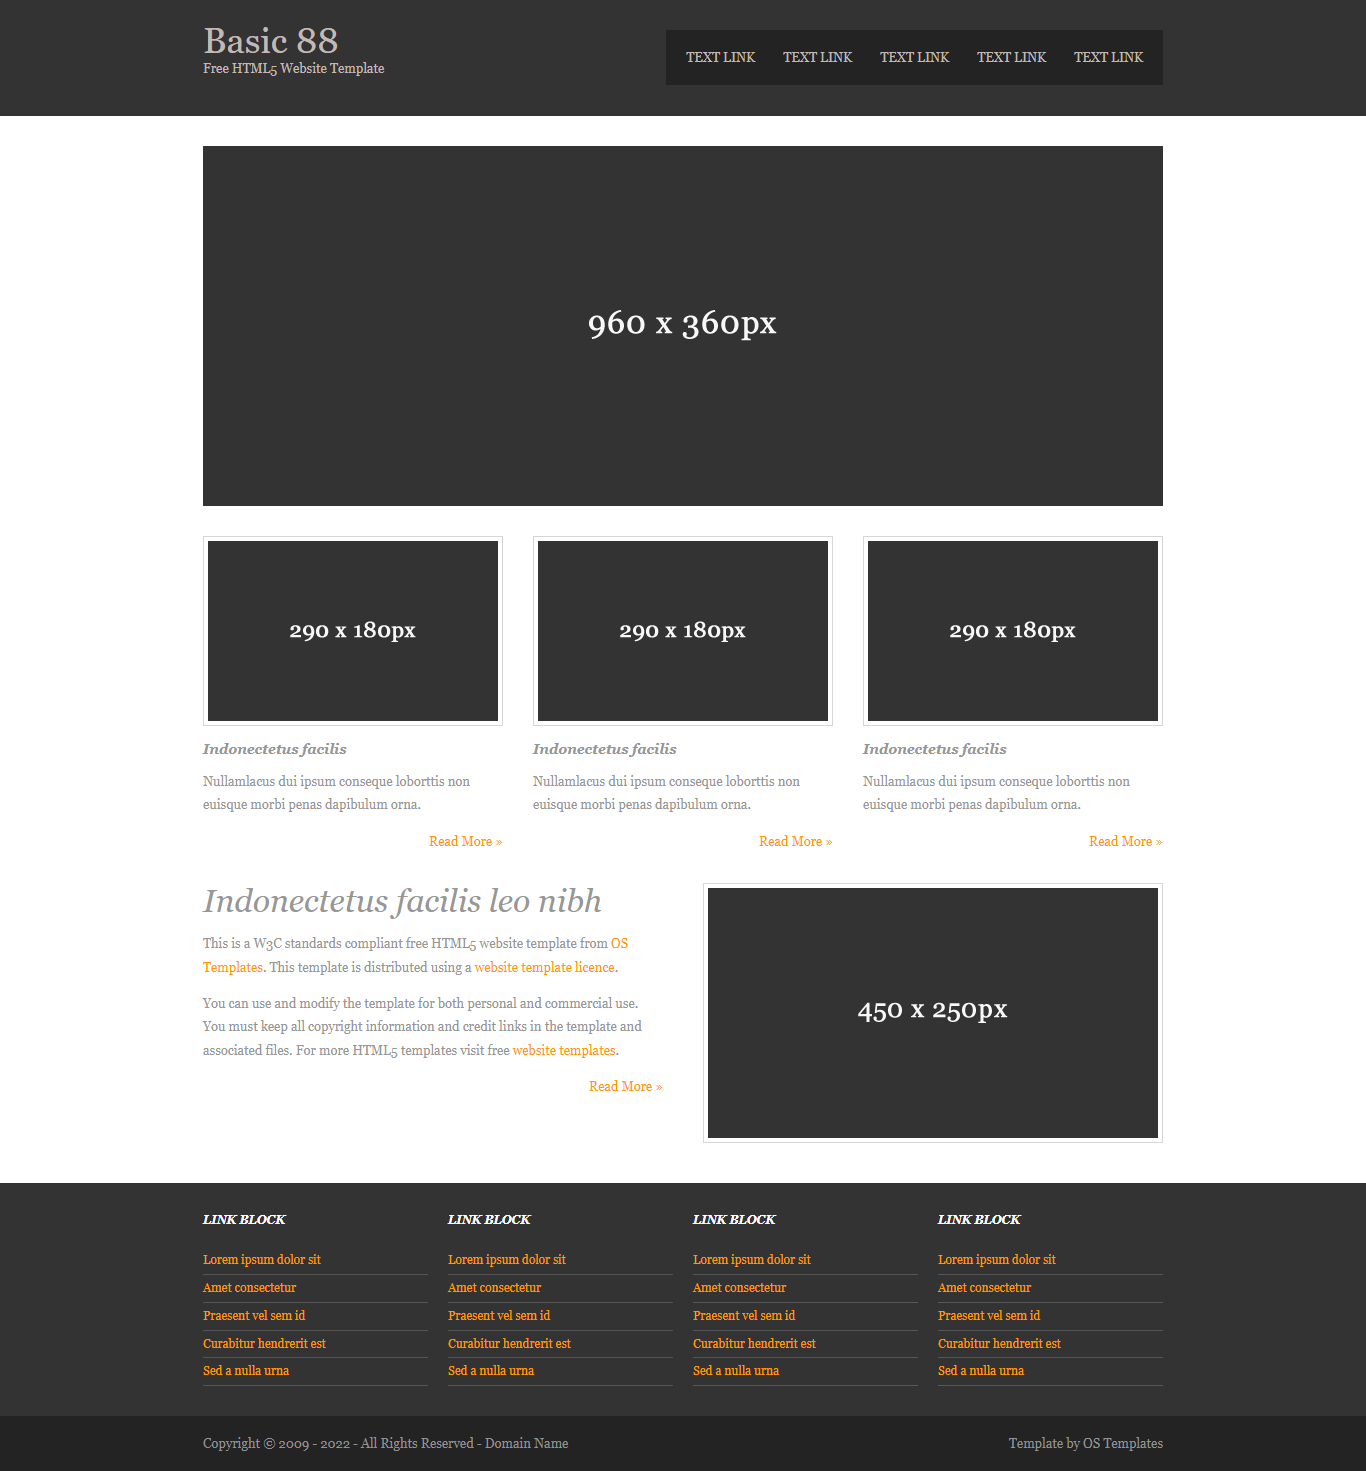 Basic 88
Free HTML5 Website Template
TEXT LINK TEXT LINK TEXT LINK TEXT LINK TEXT LINK
960 x 360px
290 x 180px
290 x 180px
290 x 180px
Indonectetus facilis
Nullamlacus dui ipsum conseque loborttis non
euisque morbi penas dapibulum orna.
Read More »
Indonectetus facilis
Nullamlacus dui ipsum conseque loborttis non
euisque morbi penas dapibulum orna.
Read More »
Indonectetus facilis
Nullamlacus dui ipsum conseque loborttis non
euisque morbi penas dapibulum orna.
Read More »
Indonectetus facilis leo nibh
This is a W3C standards compliant free HTML5 website template from OS
Templates. This template is distributed using a website template licence.
You can use and modify the template for both personal and commercial use.
You must keep all copyright information and credit links in the template and
associated files. For more HTML5 templates visit free website templates.
Read More »
450 x 250px
LINK BLOCK
Lorem ipsum dolor sit
Amet consectetur
Praesent vel sem id
Curabitur hendrerit est
Sed a nulla urna
LINK BLOCK
Lorem ipsum dolor sit
Amet consectetur
Praesent vel sem id
Curabitur hendrerit est
Sed a nulla urna
LINK BLOCK
Lorem ipsum dolor sit
Amet consectetur
Praesent vel sem id
Curabitur hendrerit est
Sed a nulla urna
LINK BLOCK
Lorem ipsum dolor sit
Amet consectetur
Praesent vel sem id
Curabitur hendrerit est
Sed a nulla urna
Copyright © 2009 - 2022 - All Rights Reserved - Domain Name
Template by OS Templates